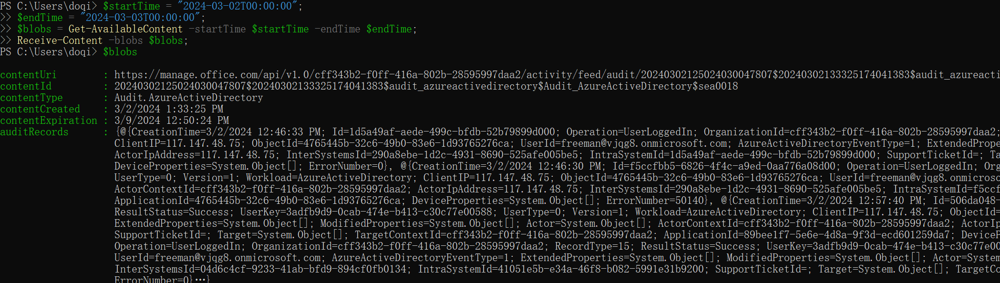 PS C:\Users\doqi> $startTime = "2024-03-02T00:00:00";
>> $endTime = "2024-03-03T00:00:00";
>> $blobs = Get-AvailableContent -startTime $startTime -endTime $endTime;
>> Receive-Content -blobs $blobs;
PS C:\Users\doqi> $blobs
contentUri : https://manage.office.com/api/v1.0/cff343b2-f0ff-416a-802b-28595997daa2/activity/feed/audit/20240302125024030047807$20240302133325174041383$audit_azureacti
contentId : 20240302125024030047807$20240302133325174041383$audit_azureactivedirectory$Audit_AzureActiveDirectory$sea0018
contentType : Audit.AzureActiveDirectory
contentCreated : 3/2/2024 1:33:25 PM
contentExpiration : 3/9/2024 12:50:24 PM
auditRecords : {@{CreationTime=3/2/2024 12:46:33 PM; Id=1d5a49af-aede-499c-bfdb-52b79899d000; Operation=UserLoggedIn; OrganizationId=cff343b2-f0ff-416a-802b-28595997daa2;
ClientIP=117.147.48.75; ObjectId=4765445b-32c6-49b0-83e6-1d93765276ca; UserId=freeman@vjqg8.onmicrosoft.com; AzureActiveDirectoryEventType=1; ExtendedPrope
ActorIpAddress=117.147.48.75; InterSystemsId=290a8ebe-1d2c-4931-8690-525afe005be5; IntraSystemId=1d5a49af-aede-499c-bfdb-52b79899d000; SupportTicketId=; Ta
DeviceProperties=System.Object[]; ErrorNumber=0}, @{CreationTime=3/2/2024 12:46:30 PM; Id=f5ccfbb5-6826-4f4c-a9ed-0aa776a08d00; Operation=UserLoggedIn; Org
UserType=0; Version=1; Workload=AzureActiveDirectory; ClientIP=117.147.48.75; ObjectId=4765445b-32c6-49b0-83e6-1d93765276ca; UserId=freeman@vjqg8.onmicroso
ActorContextId=cff343b2-f0ff-416a-802b-28595997daa2; ActorIpAddress=117.147.48.75; InterSystemsId=290a8ebe-1d2c-4931-8690-525afe005be5; IntraSystemId=f5ccf
ApplicationId=4765445b-32c6-49b0-83e6-1d93765276ca; DeviceProperties=System.Object[]; ErrorNumber=50140}, @{CreationTime=3/2/2024 12:57:40 PM; Id=506da048-
ResultStatus=Success; UserKey=3adfb9d9-0cab-474e-b413-c30c77e00588; UserType=0; Version=1; Workload=AzureActiveDirectory; ClientIP=117.147.48.75; ObjectId=
ExtendedProperties=System.Object[]; ModifiedProperties=System.Object[]; Actor=System.Object[]; ActorContextId=cff343b2-f0ff-416a-802b-28595997daa2; ActorIp
SupportTicketId=; Target=System.Object[]; TargetContextId=cff343b2-f0ff-416a-802b-28595997daa2; ApplicationId=89bee1f7-5e6e-4d8a-9f3d-ecd601259da7; DeviceP
Operation=UserLoggedIn; OrganizationId=cff343b2-f0ff-416a-802b-28595997daa2; RecordType=15; ResultStatus=Success; UserKey=3adfb9d9-0cab-474e-b413-c30c77e00
UserId=freeman@vjqg8.onmicrosoft.com; AzureActiveDirectoryEventType=1; ExtendedProperties=System.Object[]; ModifiedProperties=System.Object[]; Actor=System
InterSystemsId=04d6c4cf-9233-41ab-bfd9-894cf0fb0134; IntraSystemId=41051e5b-e34a-46f8-b082-5991e31b9200; SupportTicketId=; Target=System.Object[]; TargetCo
ErrorNumber=0}…}